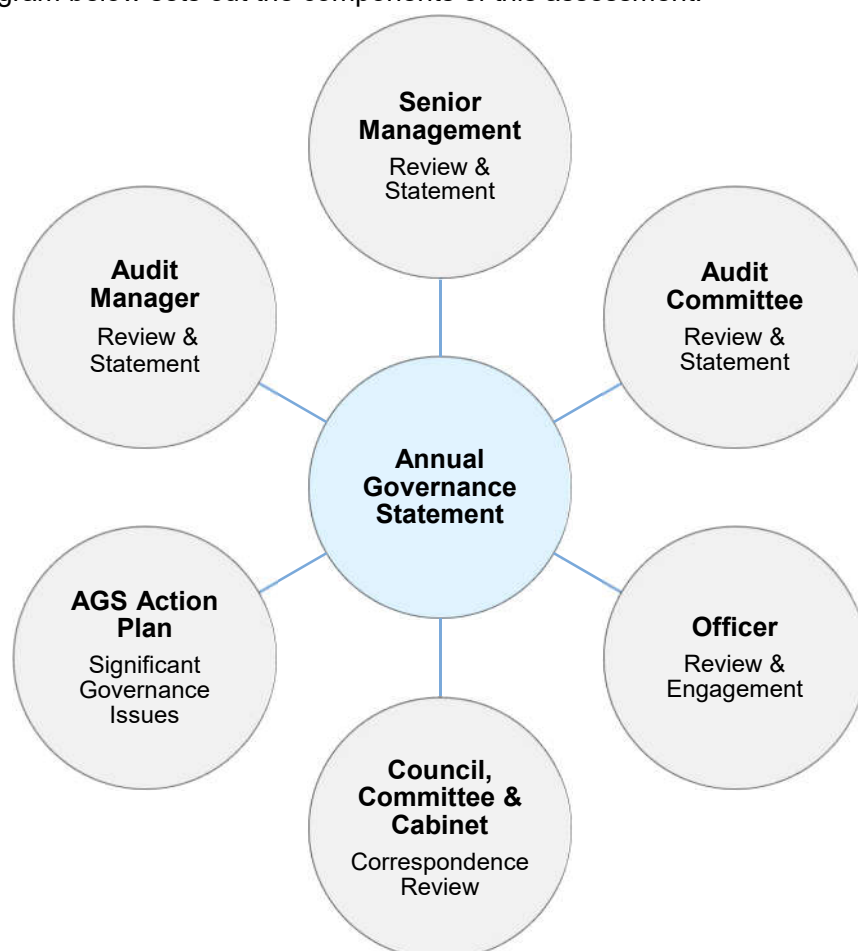 gram below sets out the components of this assessment.
Senior
Management
Review &
Statement
Audit
Manager
Review &
Statement
Audit
Committee
Review &
Statement
Annual
Governance
Statement
AGS Action
Plan
Significant
Governance
Issues
Officer
Review &
Engagement
Council,
Committee &
Cabinet
Correspondence
Review